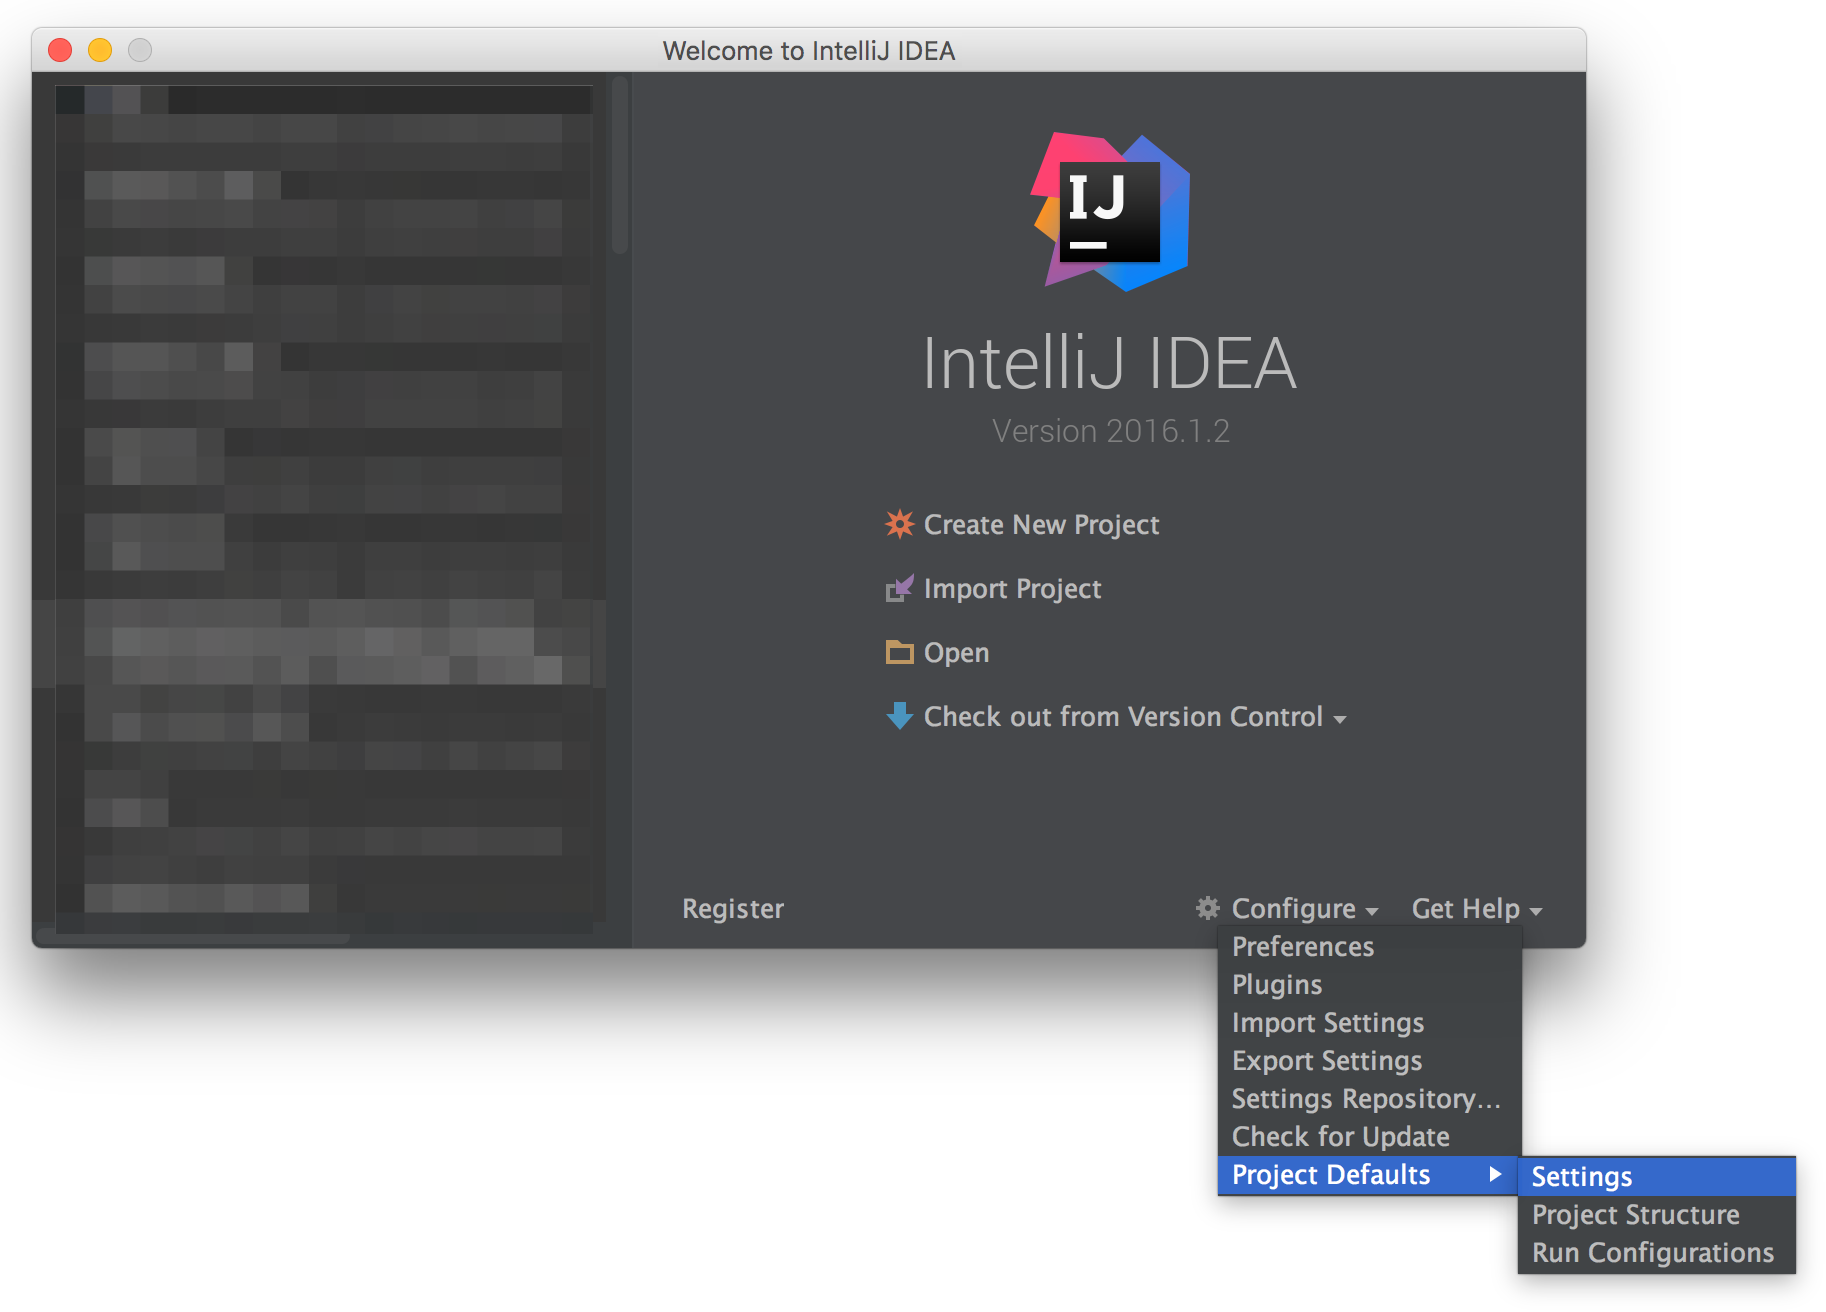 Welcome to IntelliJ IDEA
IJ
IntelliJ IDEA
Version 2016.1.2
Create New Project
Import Project
Open
Check out from Version Control
Register
Configure
Get Help
Preferences
Plugins
Import Settings
Export Settings
Settings Repository...
Check for Update
Project Defaults
Settings
Project Structure
Run Configurations